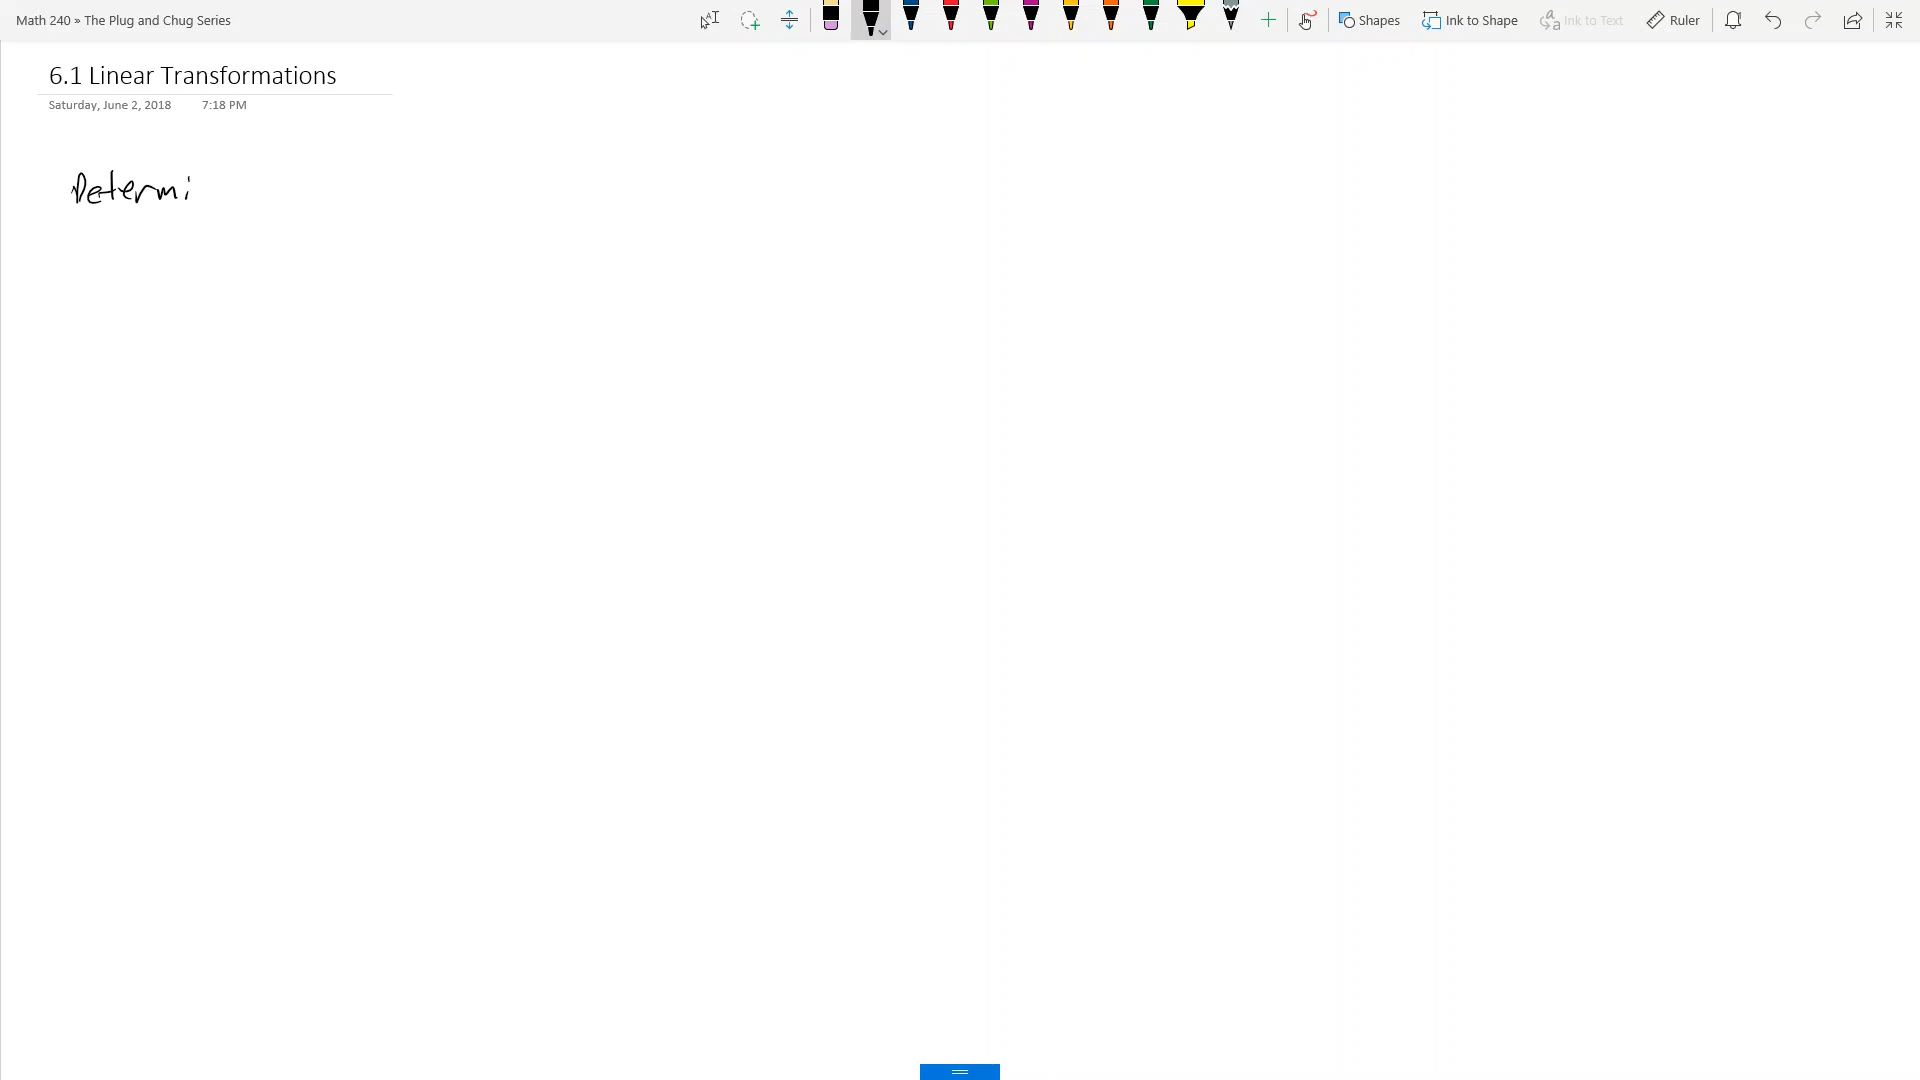 Math 240 » The Plug and Chug Series
Shapes
Ink to Shape
Ink to Text
Ruler
6.1 Linear Transformations
Saturday, June 2, 2018 7:18 PM
Determi